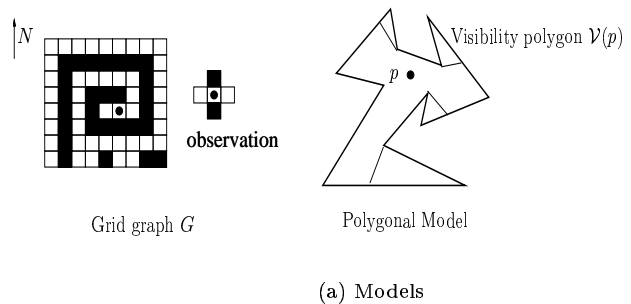 N
Visibility polygon V(p)
p
observation
Grid graph G
Polygonal Model
(a) Models